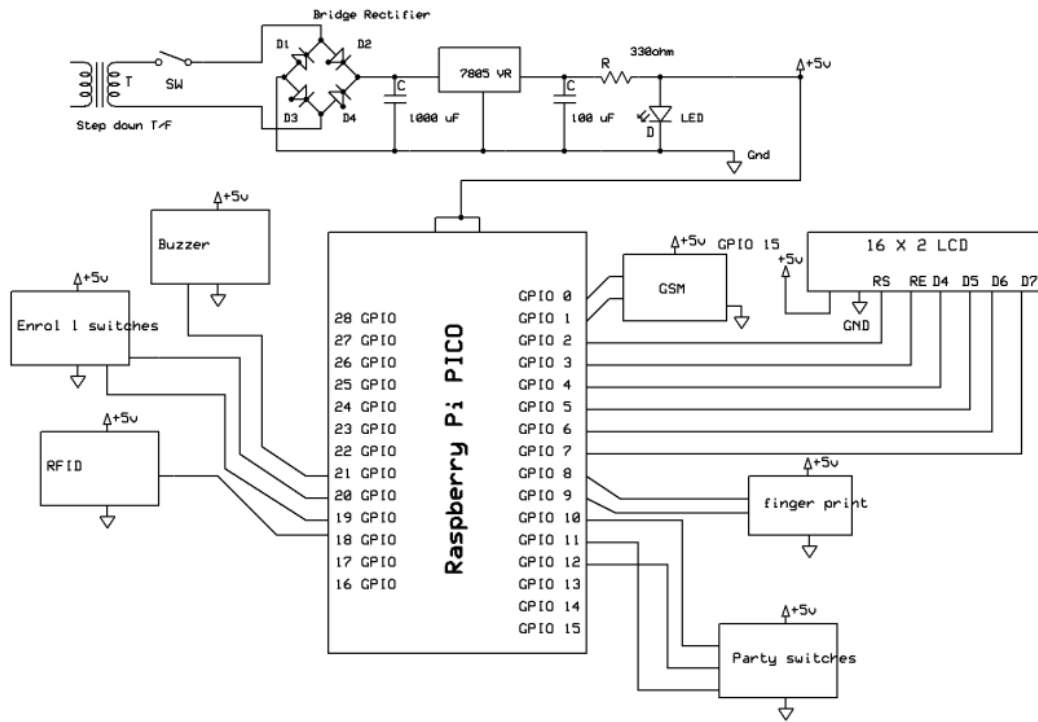 Bridge Rectifier
D1
D2
330ohm
R
+5v
T
SW
C
7805 VR
C
D3
D4
1000 uF
100 uF
D
LED
Step down T/F
Gnd
+5v
Buzzer
+5v
Enrol l switches
+5v
RFID
Raspberry Pi PICO
28 GPIO
27 GPIO
26 GPIO
25 GPIO
24 GPIO
23 GPIO
22 GPIO
21 GPIO
20 GPIO
19 GPIO
18 GPIO
17 GPIO
16 GPIO
GPIO 0
GPIO 1
GPIO 2
GPIO 3
GPIO 4
GPIO 5
GPIO 6
GPIO 7
GPIO 8
GPIO 9
GPIO 10
GPIO 11
GPIO 12
GPIO 13
GPIO 14
GPIO 15
+5v
GSM
GPIO 15
+5v
16 X 2 LCD
RS RE D4 D5 D6 D7
GND
+5v
finger print
+5v
Party switches